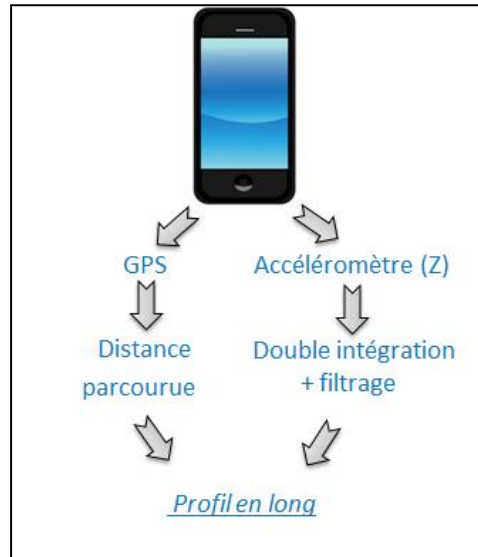 GPS
Accéléromètre (Z)
Distance
parcourue
Double intégration
+ filtrage
Profil en long